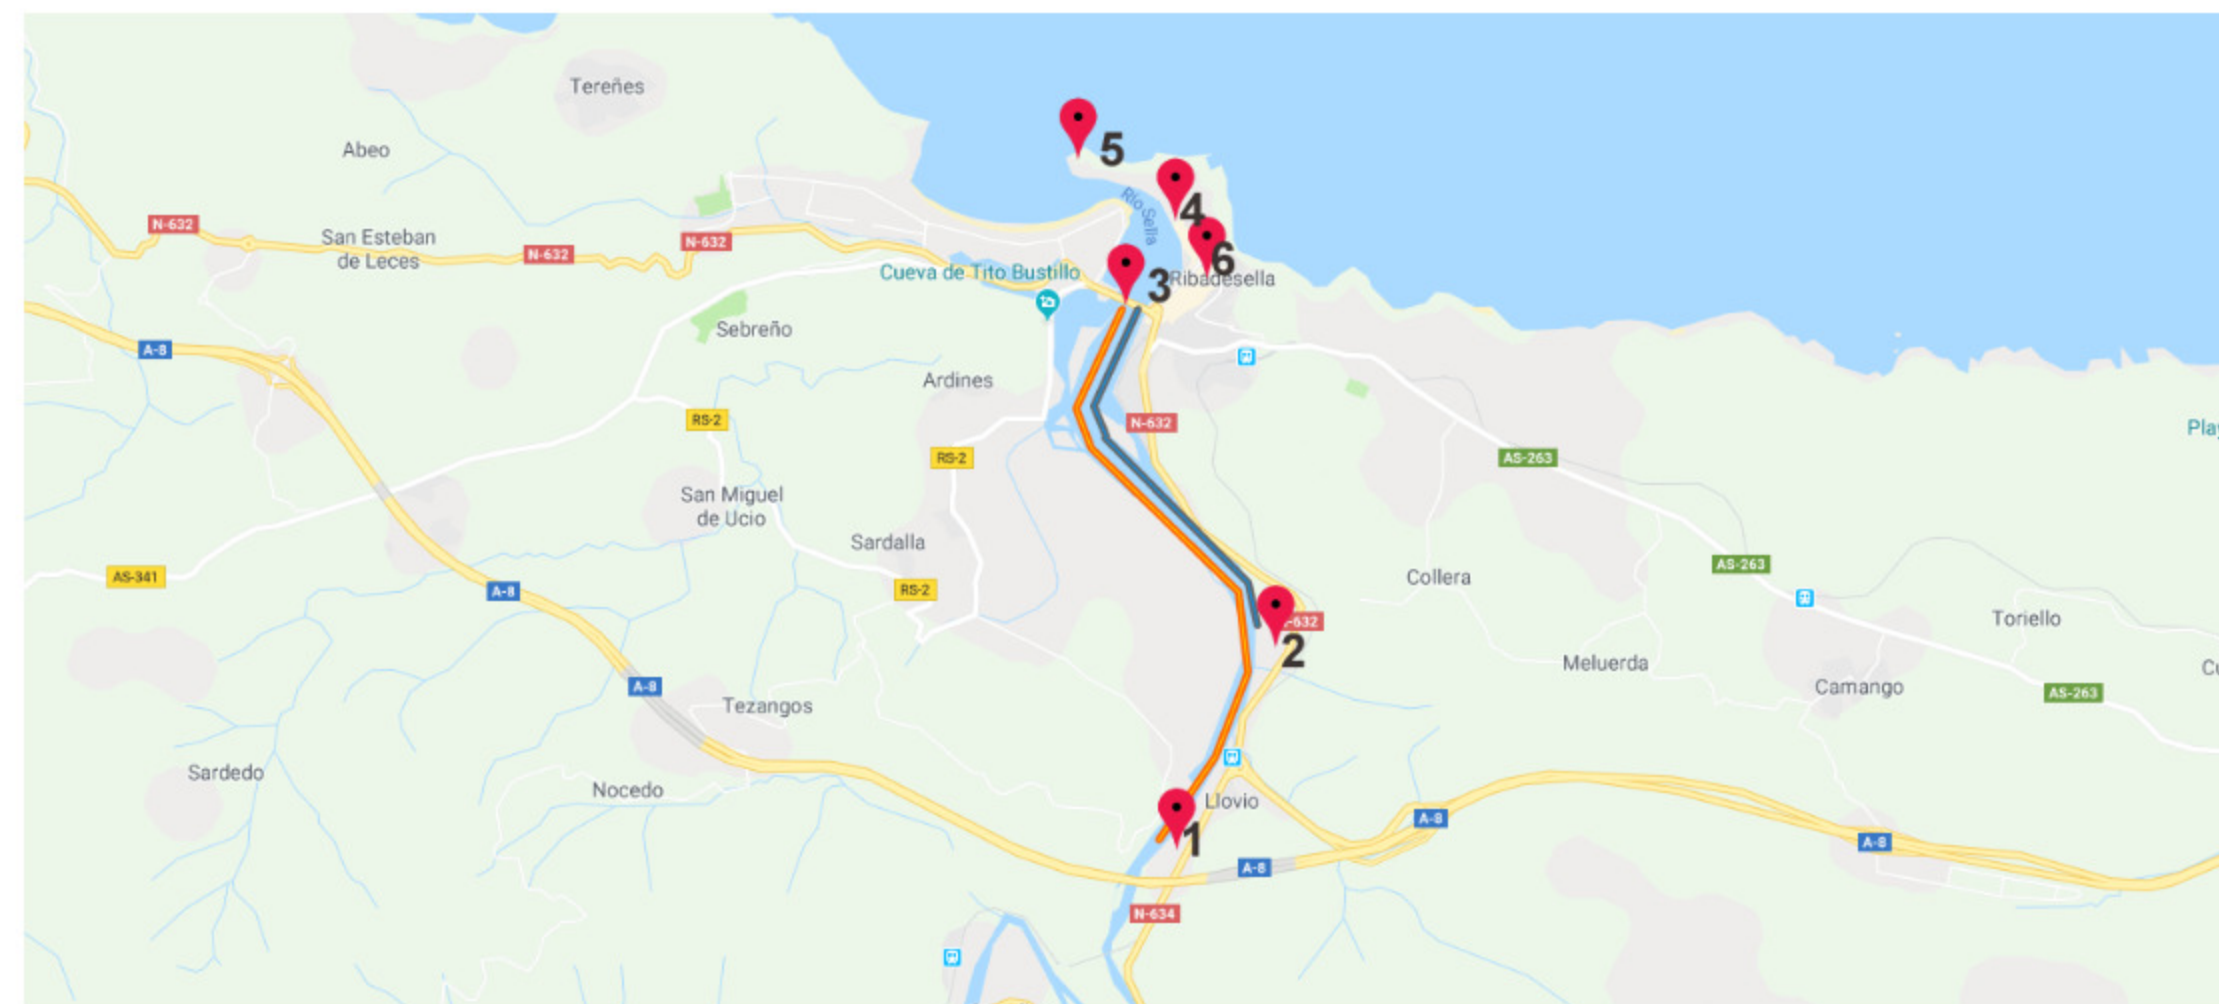 Tereñes
5
Abeo
Río Sella
4
N-632
San Esteban
de Leces
N-632
N-632
6
Cueva de Tito Bustillo
3
Ribadesella
Sebreño
A-8
Ardines
RS-2
N-632
RS-2
AS-263
San Miguel
de Ucio
Sardalla
AS-263
AS-341
A-8
RS-2
Collera
Toriello
-632
2
Meluerda
A-8
Camango
AS-263
Tezangos
Sardedo
Nocedo
Llovio
1
A-8
A-8
A-8
N-634